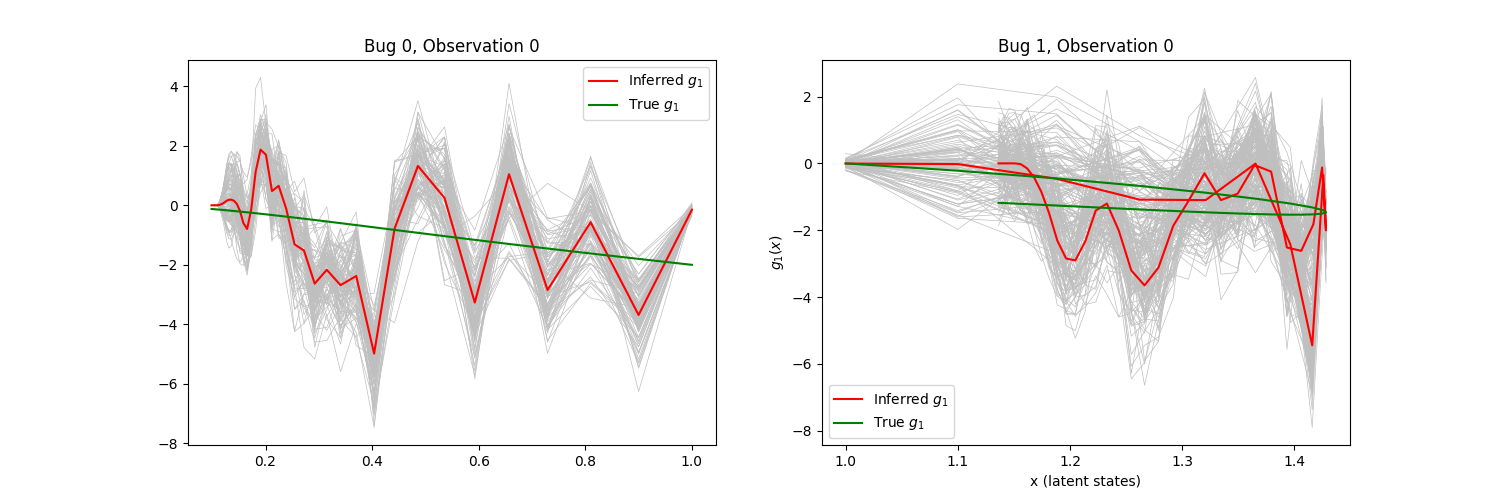 Bug 0, Observation 0
Inferred g₁
True g₁
4
2
0
−2
−4
−6
−8
0.2
0.4
0.6
0.8
1.0
Bug 1, Observation 0
g₁(x)
2
0
−2
−4
−6
−8
Inferred g₁
True g₁
1.0
1.1
1.2
1.3
1.4
x (latent states)